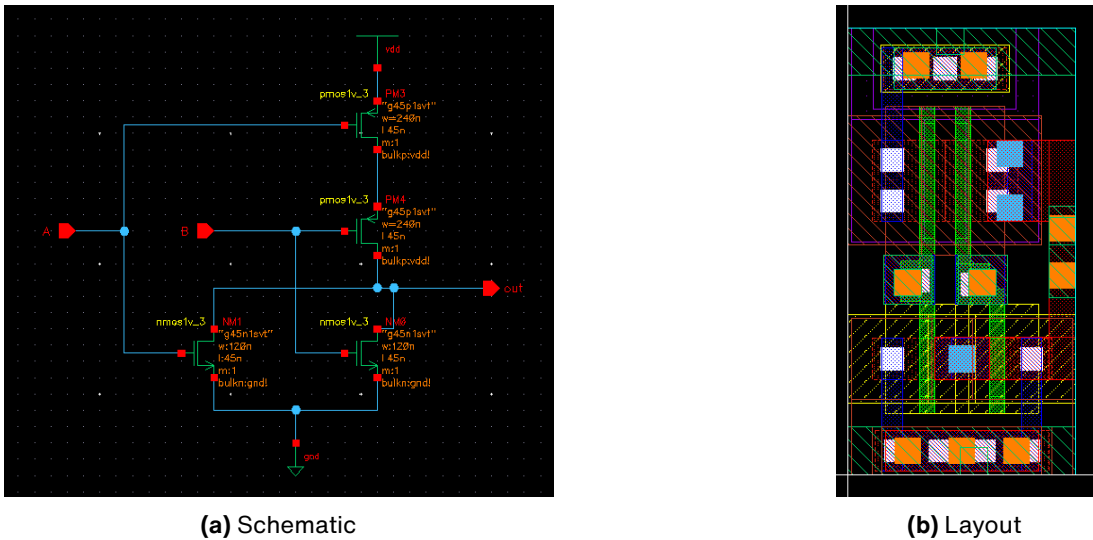 vdd
pmos1v_3
PM3
"g45p1svt"
w=240n
l:45n
m:1
bulkp:vdd!
pmos1v_3
PM4
"g45p1svt"
w=240n
l:45n
m:1
bulkp:vdd!
A
B
out
nmos1v_3
NM1
"g45n1svt"
w:120n
l:45n
m:1
bulkn:gnd!
nmos1v_3
NM0
"g45n1svt"
w:120n
l:45n
m:1
bulkn:gnd!
gnd
(a) Schematic
(b) Layout